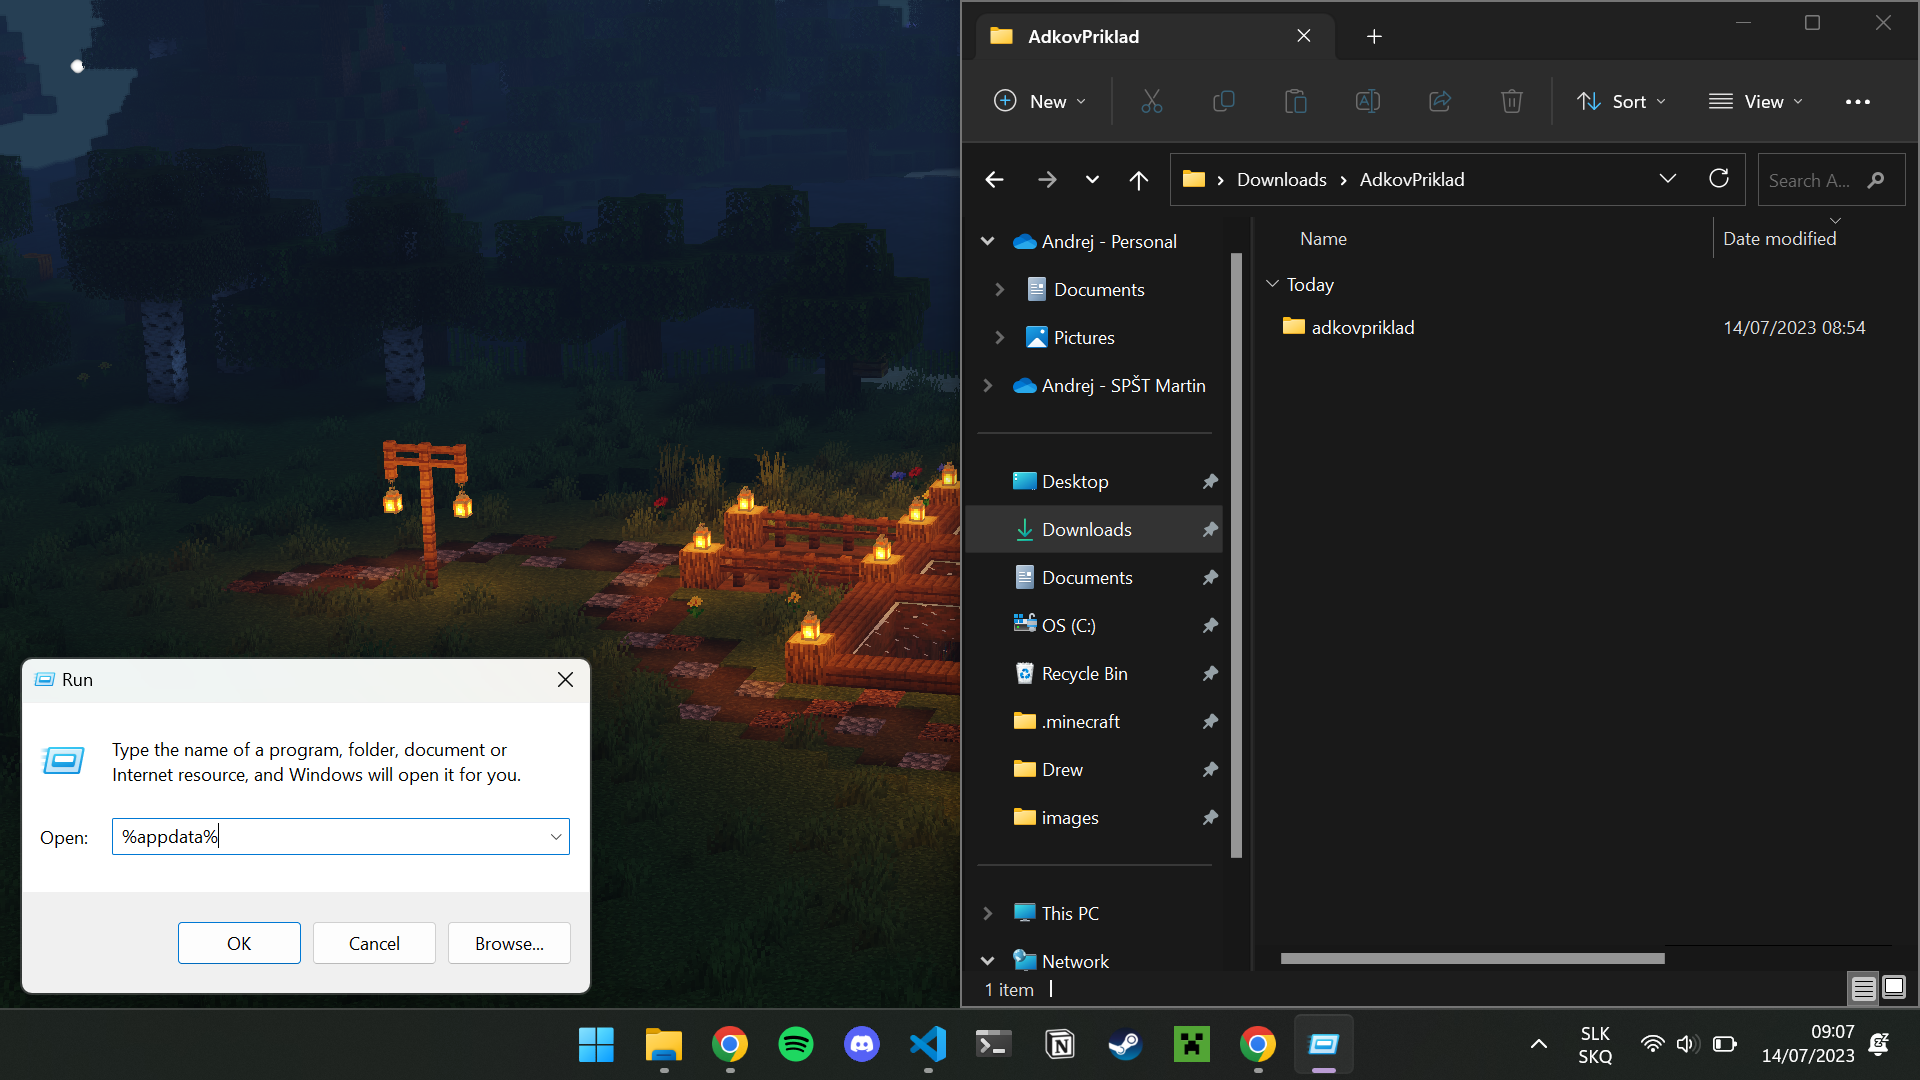 AdkovPriklad
New
Sort
View
Downloads
AdkovPriklad
Search A...
Andrej - Personal
Documents
Pictures
Andrej - SPŠT Martin
Desktop
Downloads
Documents
OS (C:)
Recycle Bin
.minecraft
Drew
images
This PC
Network
Name
Date modified
Today
adkovpriklad
14/07/2023 08:54
1 item
Run
Type the name of a program, folder, document or
Internet resource, and Windows will open it for you.
Open:
%appdata%
OK
Cancel
Browse...
SLK
SKQ
09:07
14/07/2023